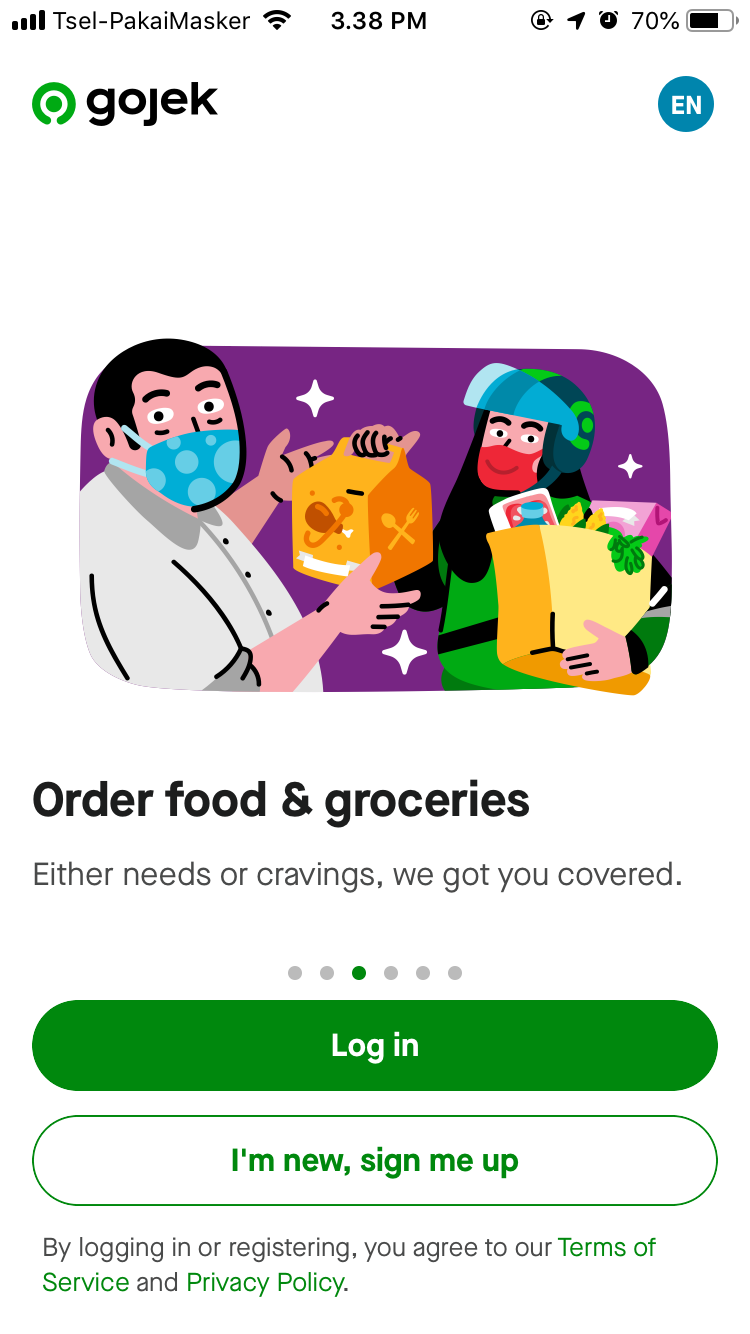 Tsel-PakaiMasker 3.38 PM 70%
gojek EN
Order food & groceries
Either needs or cravings, we got you covered.
Log in
I'm new, sign me up
By logging in or registering, you agree to our Terms of
Service and Privacy Policy.